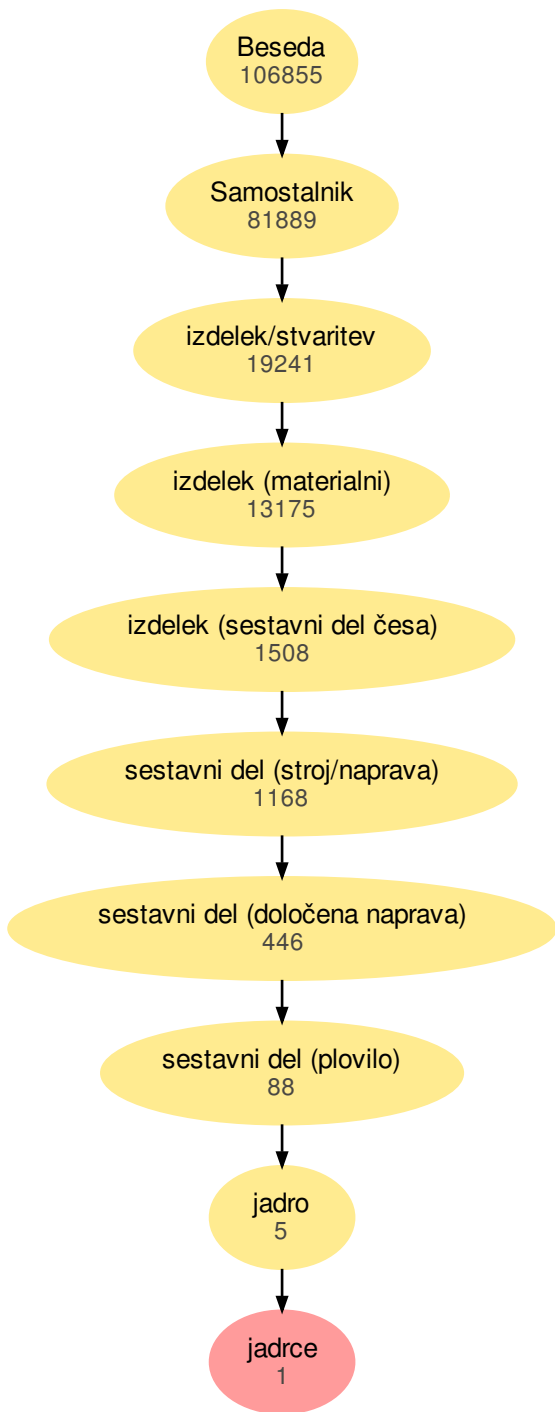 Beseda
106855
Samostalnik
81889
izdelek/stvaritev
19241
izdelek (materialni)
13175
izdelek (sestavni del česa)
1508
sestavni del (stroj/naprava)
1168
sestavni del (določena naprava)
446
sestavni del (plovilo)
88
jadro
5
jadrce
1